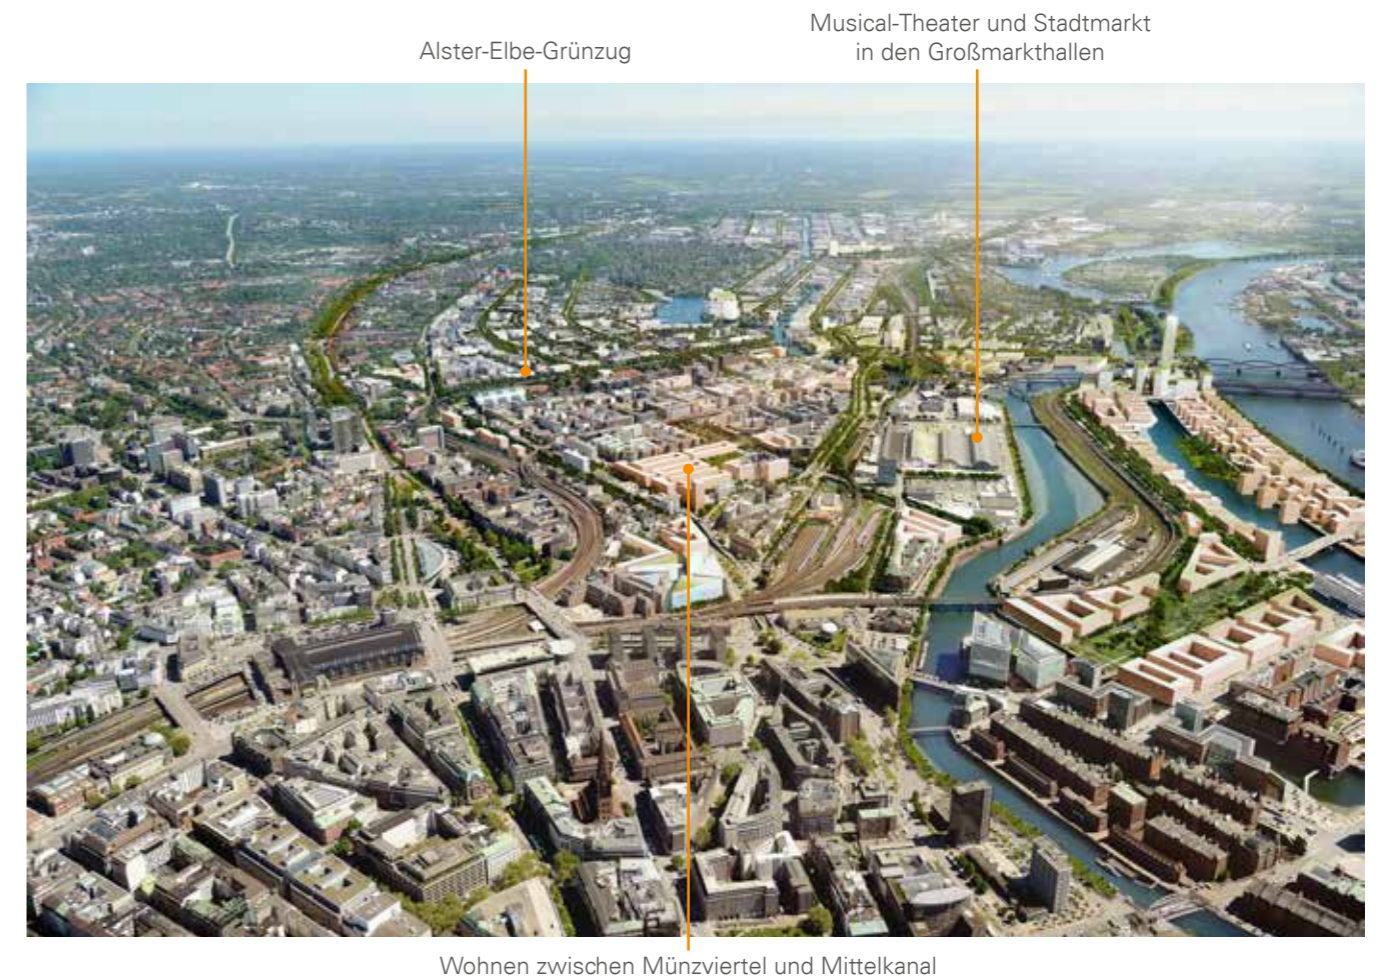 Musical-Theater und Stadtmarkt
in den Großmarkthallen
Alster-Elbe-Grünzug
Wohnen zwischen Münzviertel und Mittelkanal